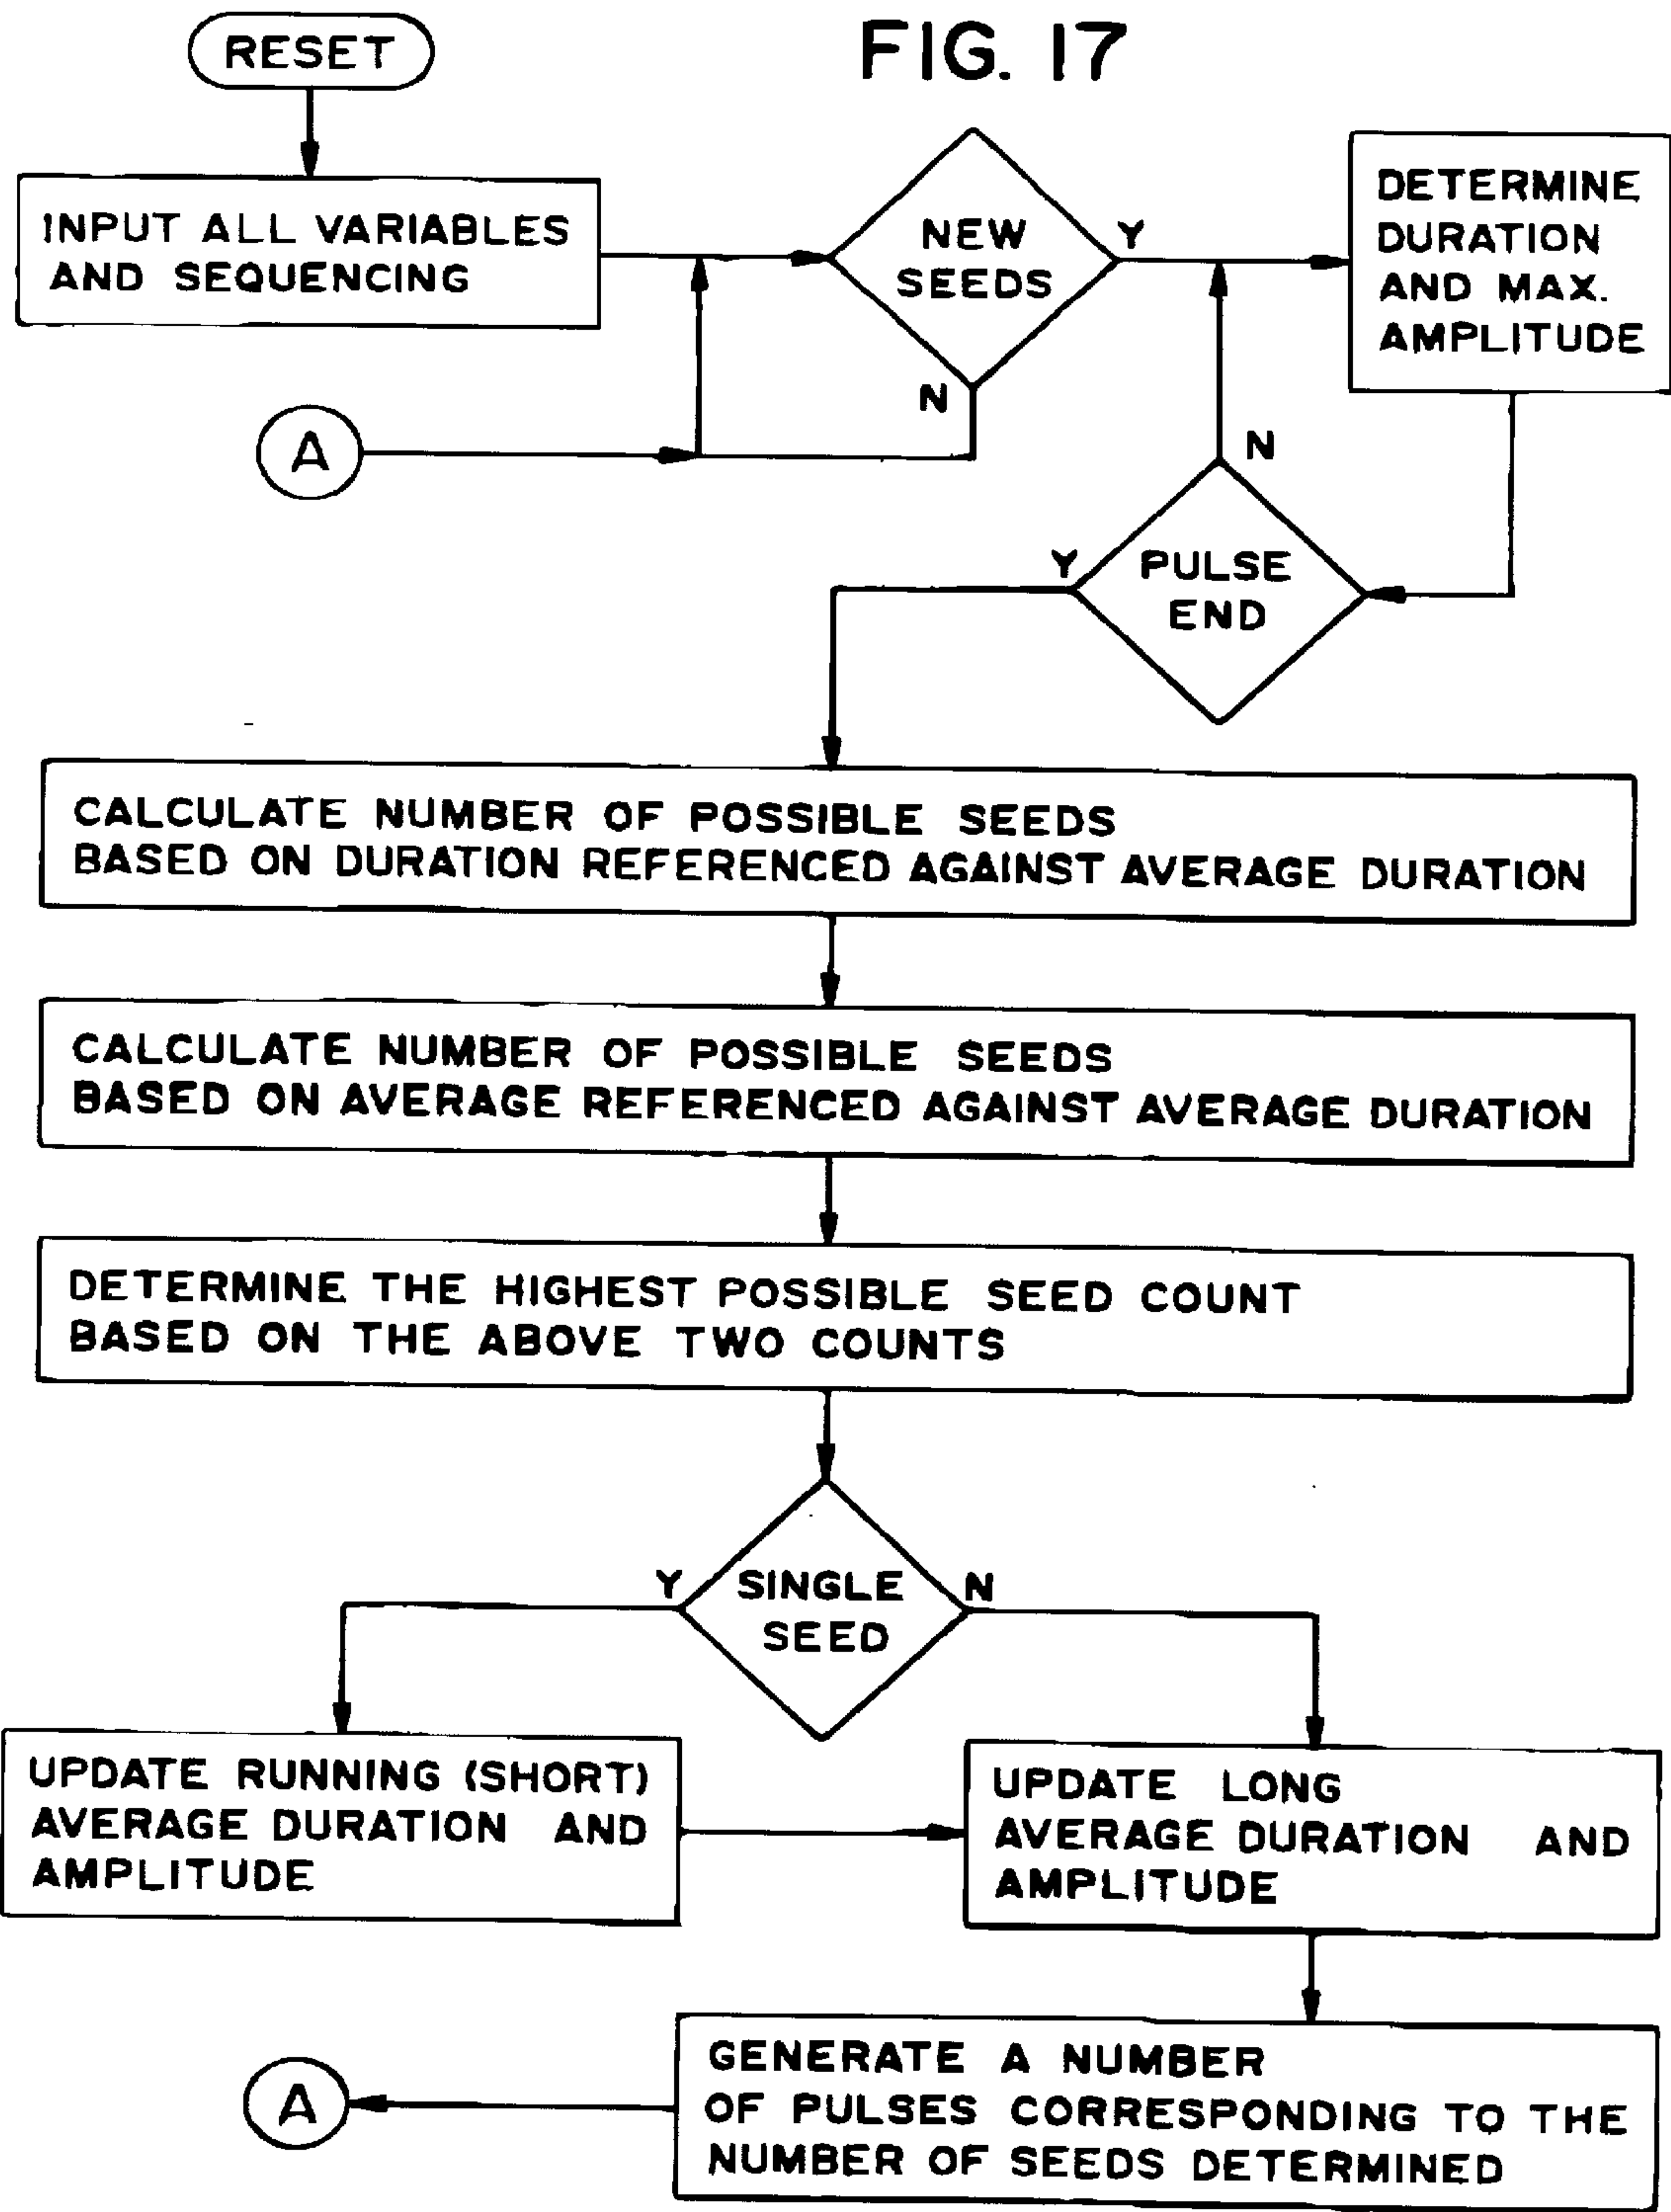 FIG. 17
RESET
INPUT ALL VARIABLES
AND SEQUENCING
NEW
SEEDS
Y
N
DETERMINE
DURATION
AND MAX.
AMPLITUDE
A
PULSE
END
N
Y
CALCULATE NUMBER OF POSSIBLE SEEDS
BASED ON DURATION REFERENCED AGAINST AVERAGE DURATION
CALCULATE NUMBER OF POSSIBLE SEEDS
BASED ON AVERAGE REFERENCED AGAINST AVERAGE DURATION
DETERMINE THE HIGHEST POSSIBLE SEED COUNT
BASED ON THE ABOVE TWO COUNTS
Y
SINGLE
SEED
N
UPDATE RUNNING (SHORT)
AVERAGE DURATION AND
AMPLITUDE
UPDATE LONG
AVERAGE DURATION AND
AMPLITUDE
GENERATE A NUMBER
OF PULSES CORRESPONDING TO THE
NUMBER OF SEEDS DETERMINED
A